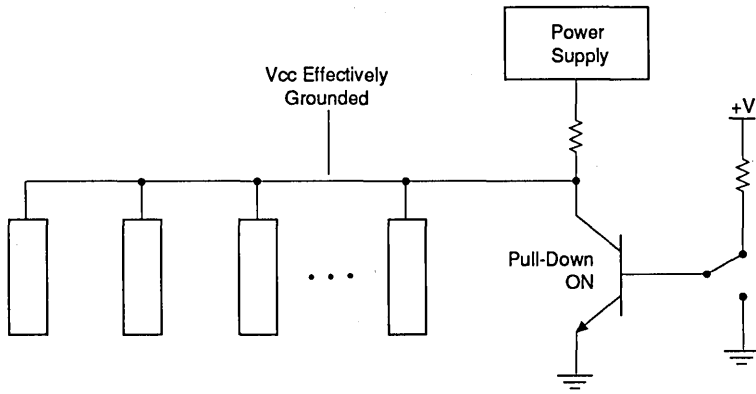 Power
Supply
Vcc Effectively
Grounded
+V
Pull-Down
ON